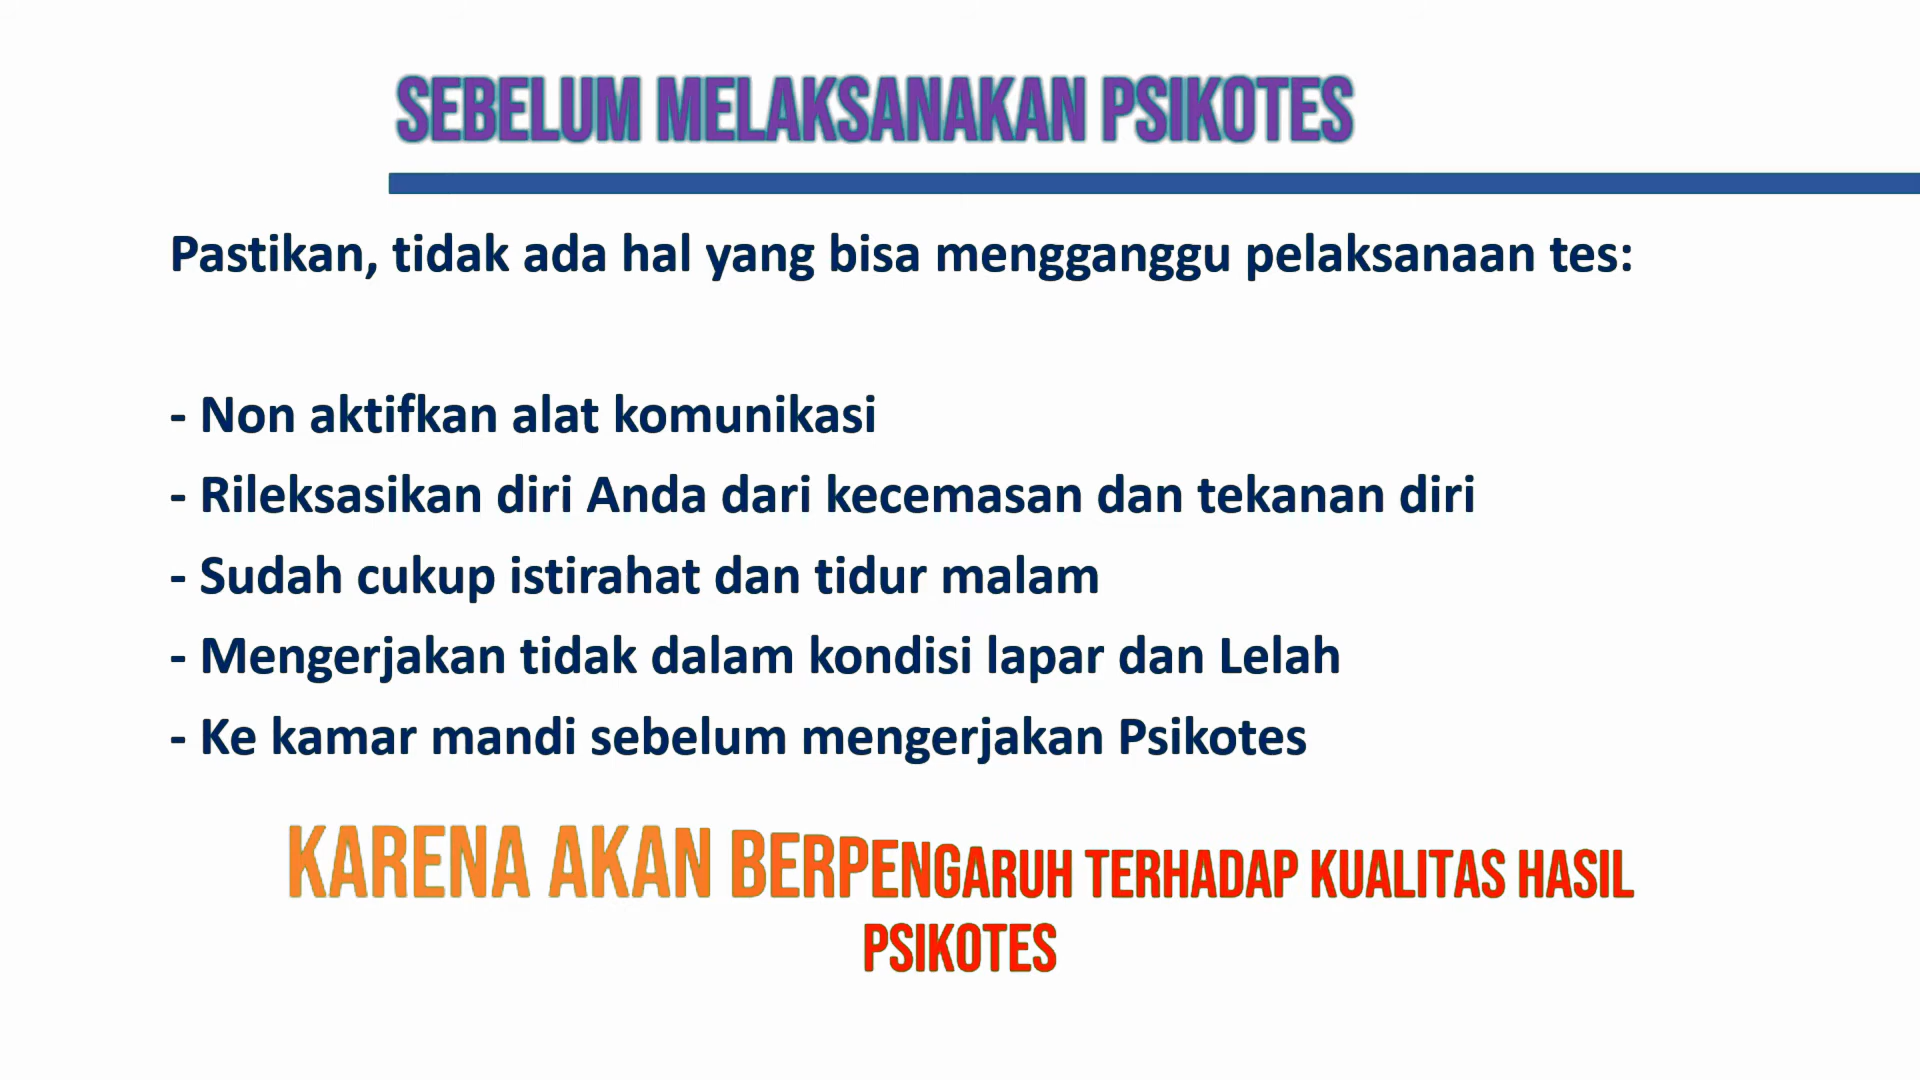 SEBELUM MELAKSANAKAN PSIKOTES
Pastikan, tidak ada hal yang bisa mengganggu pelaksanaan tes:
- Non aktifkan alat komunikasi
- Rileksasikan diri Anda dari kecemasan dan tekanan diri
- Sudah cukup istirahat dan tidur malam
- Mengerjakan tidak dalam kondisi lapar dan Lelah
- Ke kamar mandi sebelum mengerjakan Psikotes
KARENA AKAN BERPENGARUH TERHADAP KUALITAS HASIL
PSIKOTES